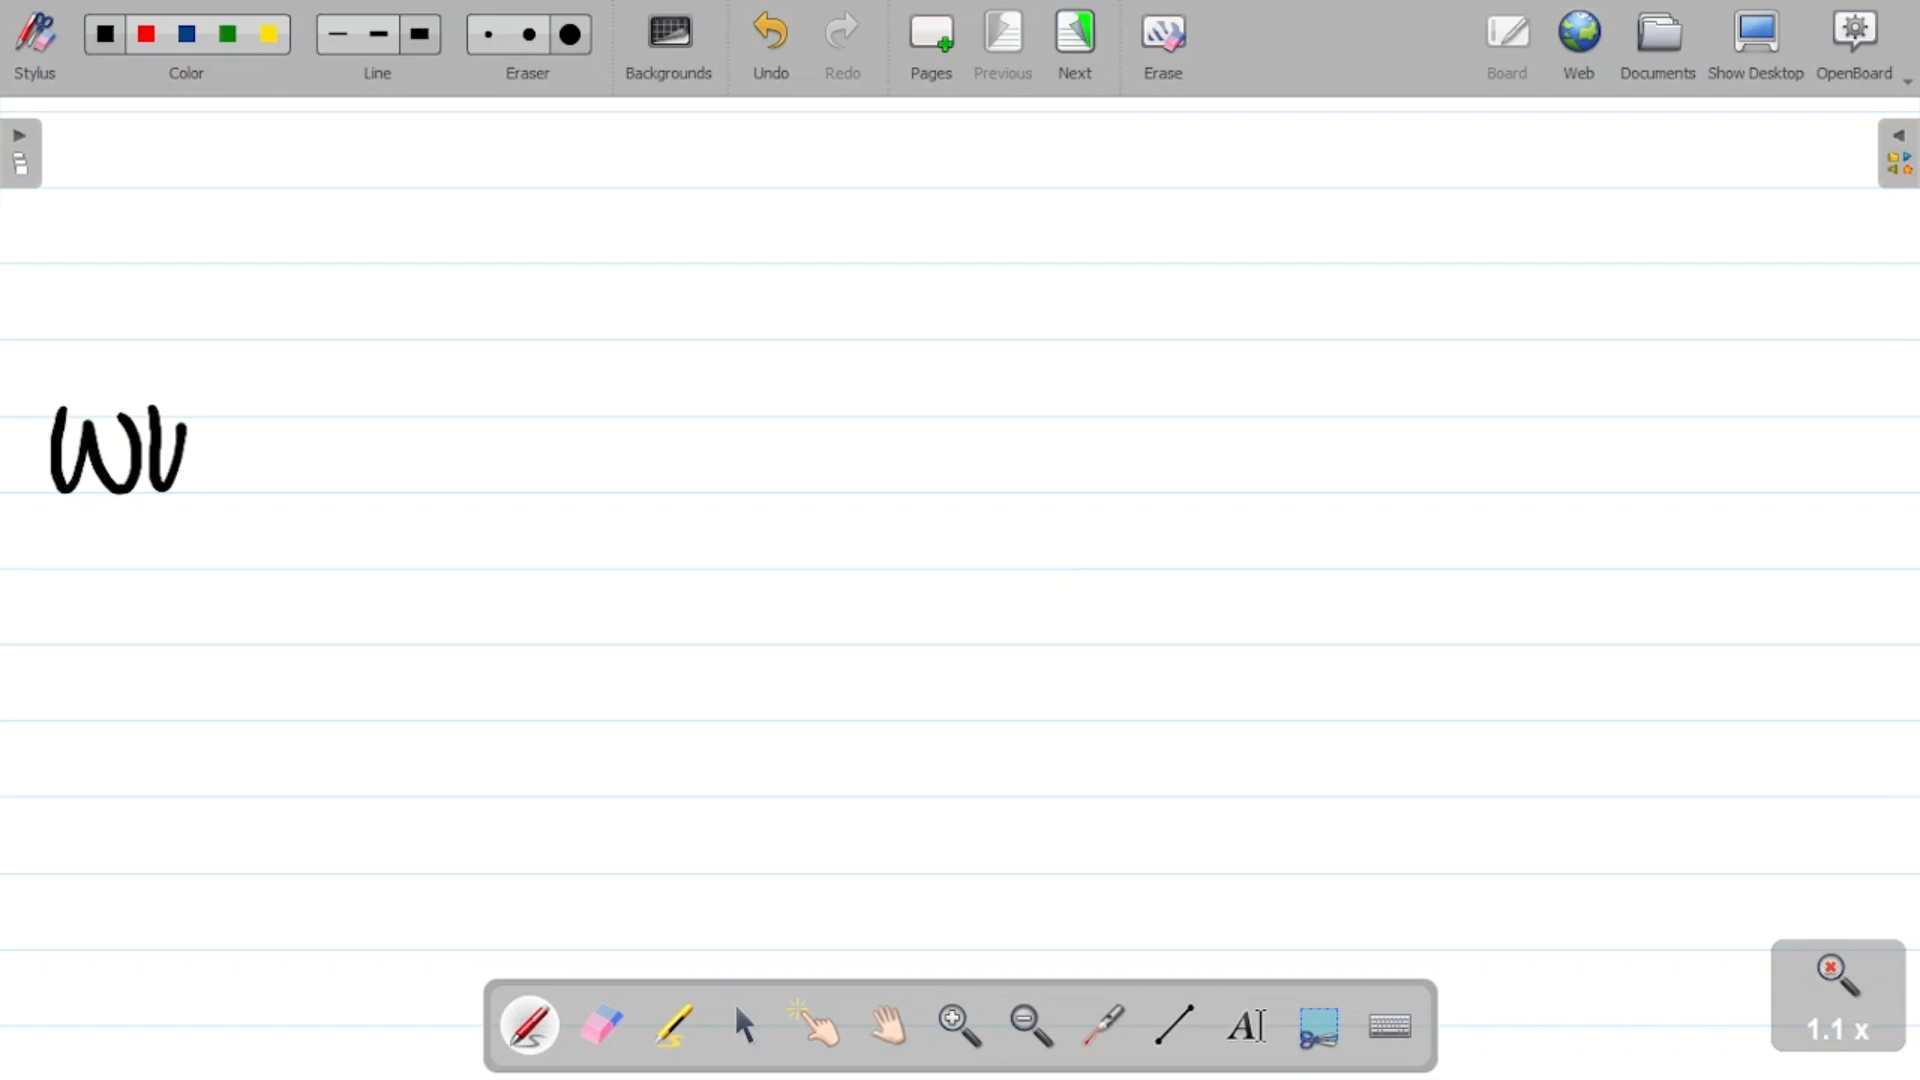 Stylus
Color
Line
Eraser
Backgrounds
Undo
Redo
Pages
Previous
Next
Erase
Board
Web
Documents
Show Desktop
OpenBoard
1.1 x